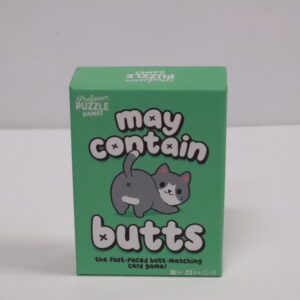 Professor
PUZZLE
GAMES
may
contain
butts
the fast-paced butt-matching
card game!